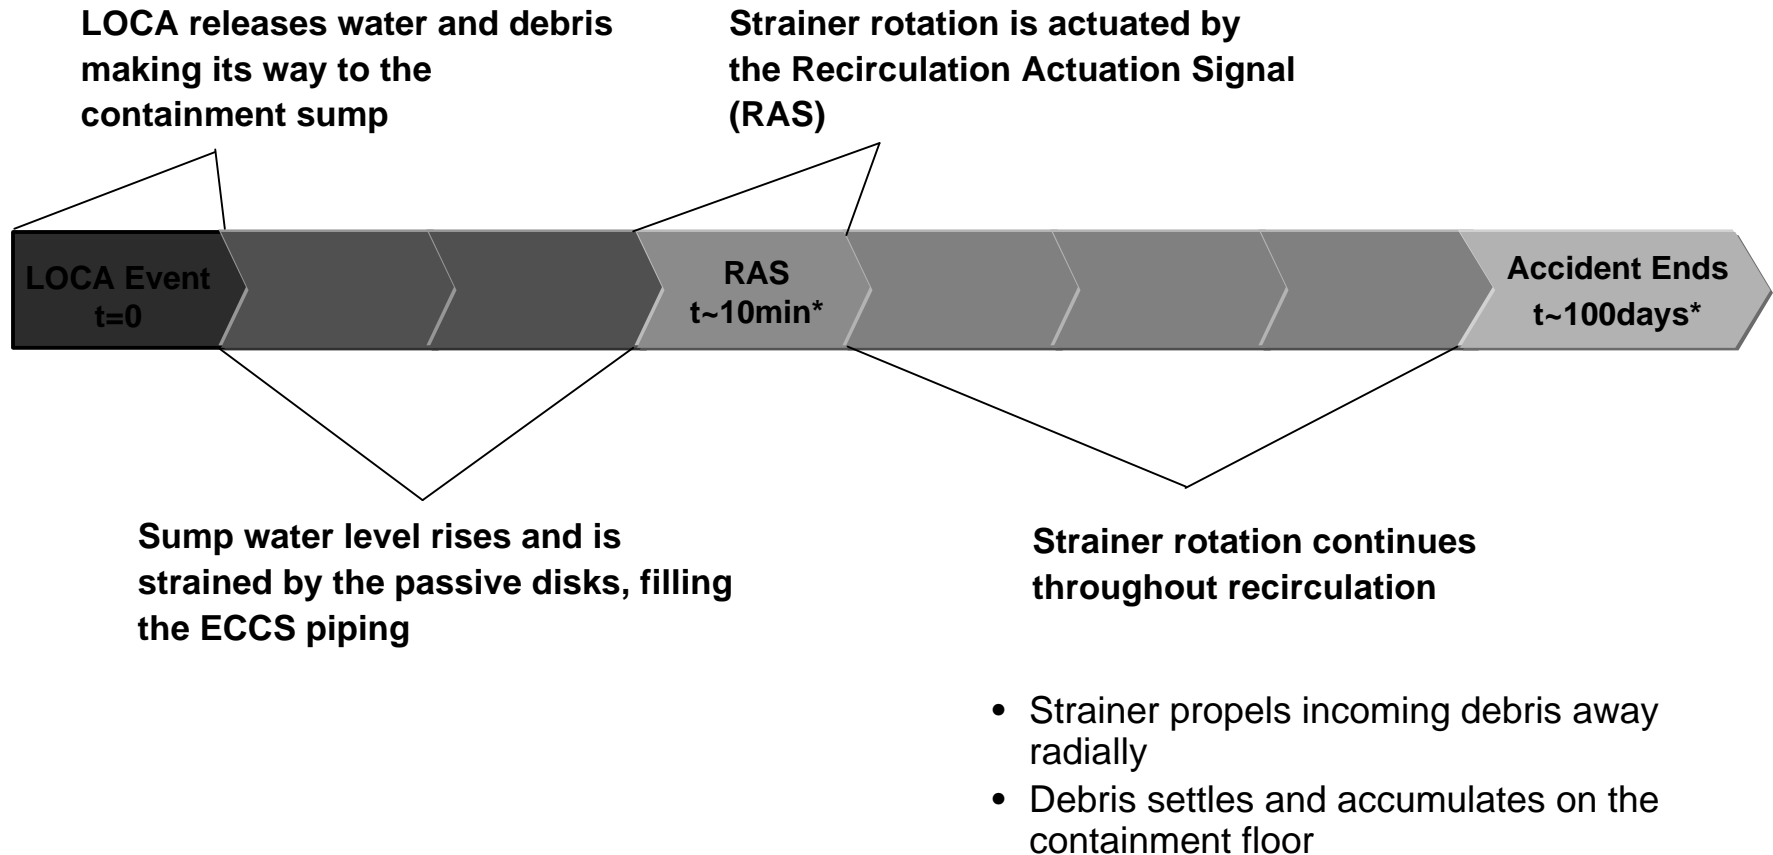 LOCA releases water and debris
making its way to the
containment sump
Strainer rotation is actuated by
the Recirculation Actuation Signal
(RAS)
LOCA Event
t=0
RAS
t~10min*
Accident Ends
t~100days*
Sump water level rises and is
strained by the passive disks, filling
the ECCS piping
Strainer rotation continues
throughout recirculation
• Strainer propels incoming debris away
radially
• Debris settles and accumulates on the
containment floor